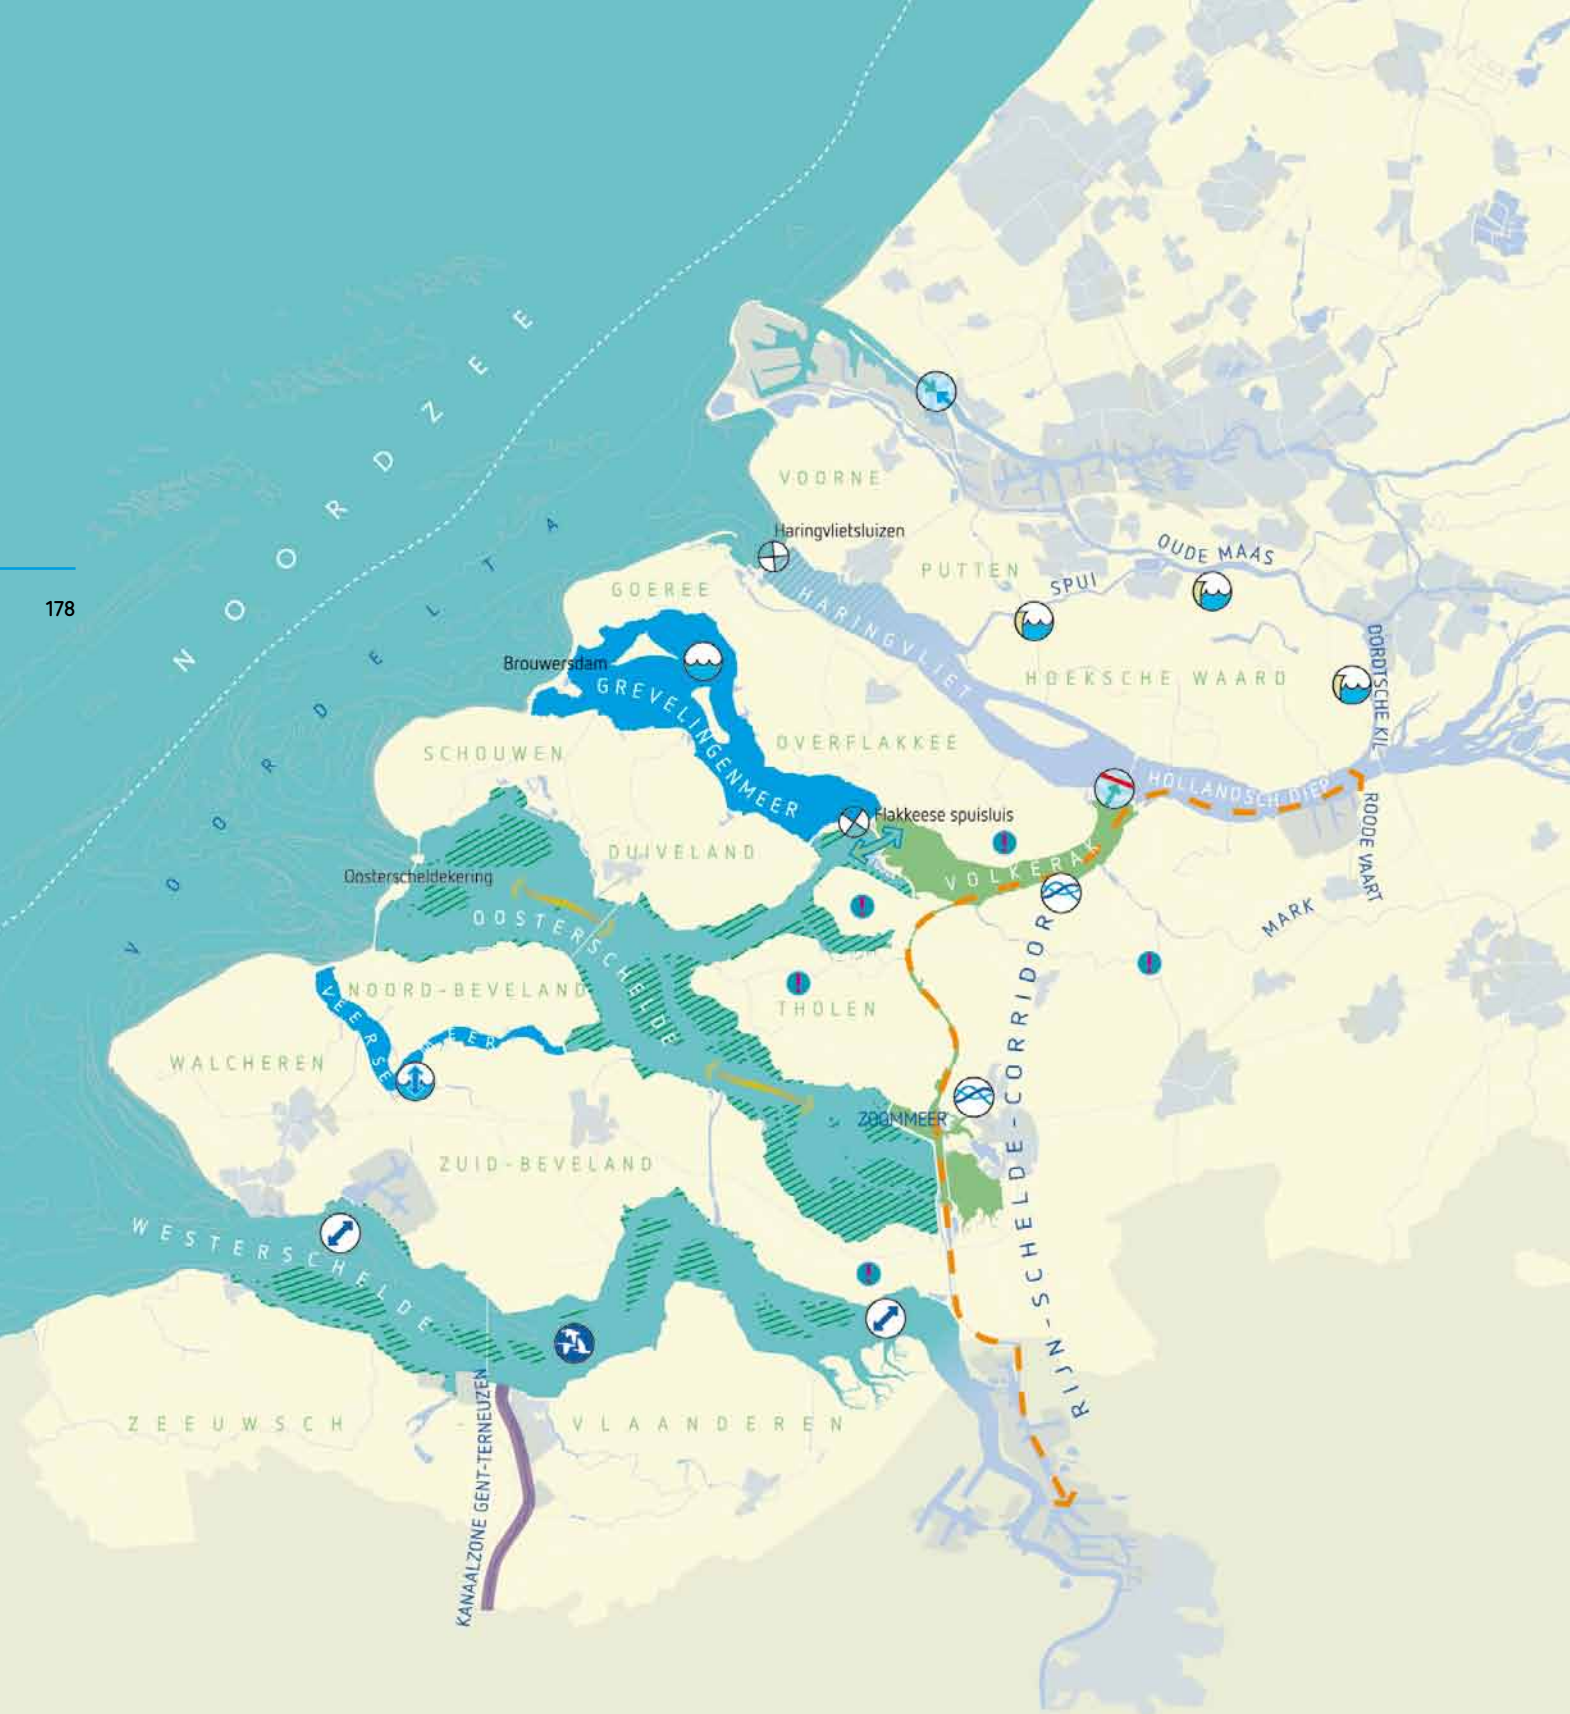 NOORDZEE
VOORDELTA
VOORNE
Haringvlietsluizen
PUTTEN
OUDE MAAS
SPUI
GOEREE
HARINGVLIET
178
Brouwersdam
GREVELINGENMEER
HOEKSCHE WAARD
DORDTSCHE KIL
SCHOUWEN
OVERFLAKKEE
HOLLANDSCH DIEP
Flakkeese spuisluis
ROODE VAART
DUIVELAND
VOLKERAK
Oosterscheldekering
OOSTERSCHELDE
MARK
NOORD-BEVELAND
VEERSE MEER
THOLEN
RIJN-SCHELDE-CORRIDOR
WALCHEREN
ZOOMMEER
ZUID-BEVELAND
WESTERSCHELDE
ZEEUWSCH - VLAANDEREN
KANAALZONE GENT-TERNEUZEN